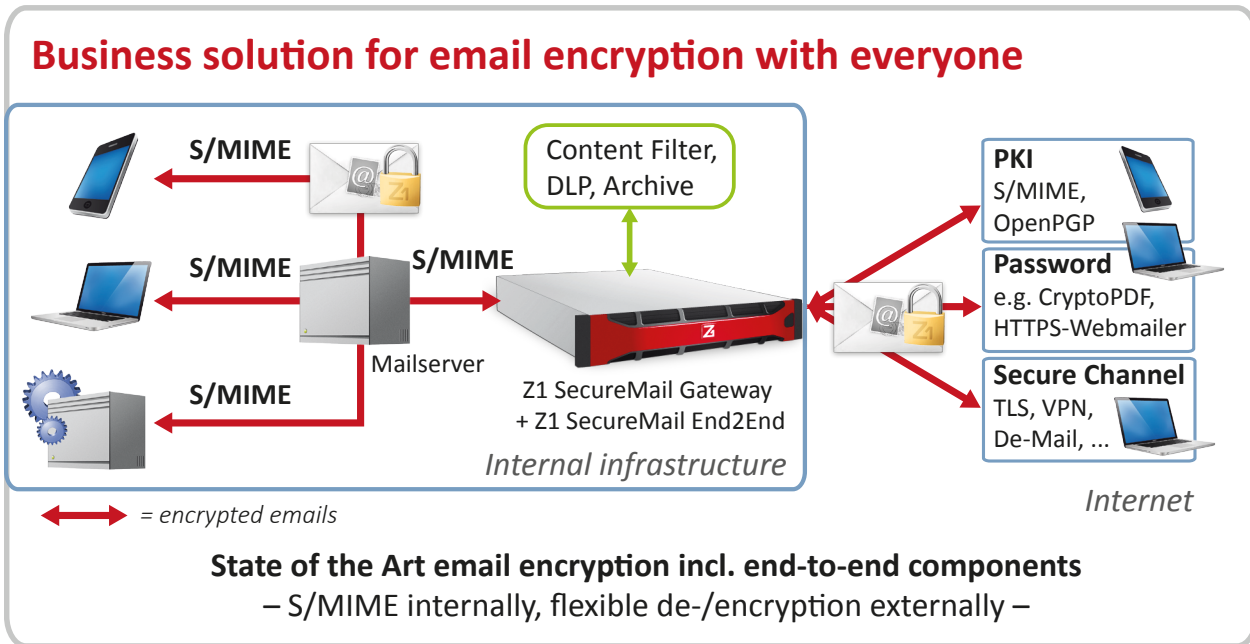 Business solution for email encryption with everyone
S/MIME
@
Z1
Content Filter,
DLP, Archive
PKI
S/MIME,
OpenPGP
S/MIME
S/MIME
Password
e.g. CryptoPDF,
HTTPS-Webmailer
@
Z1
Z1
Mailserver
S/MIME
Z1 SecureMail Gateway
+ Z1 SecureMail End2End
Secure Channel
TLS, VPN,
De-Mail, ...
Internal infrastructure
Internet
= encrypted emails
State of the Art email encryption incl. end-to-end components
– S/MIME internally, flexible de-/encryption externally –